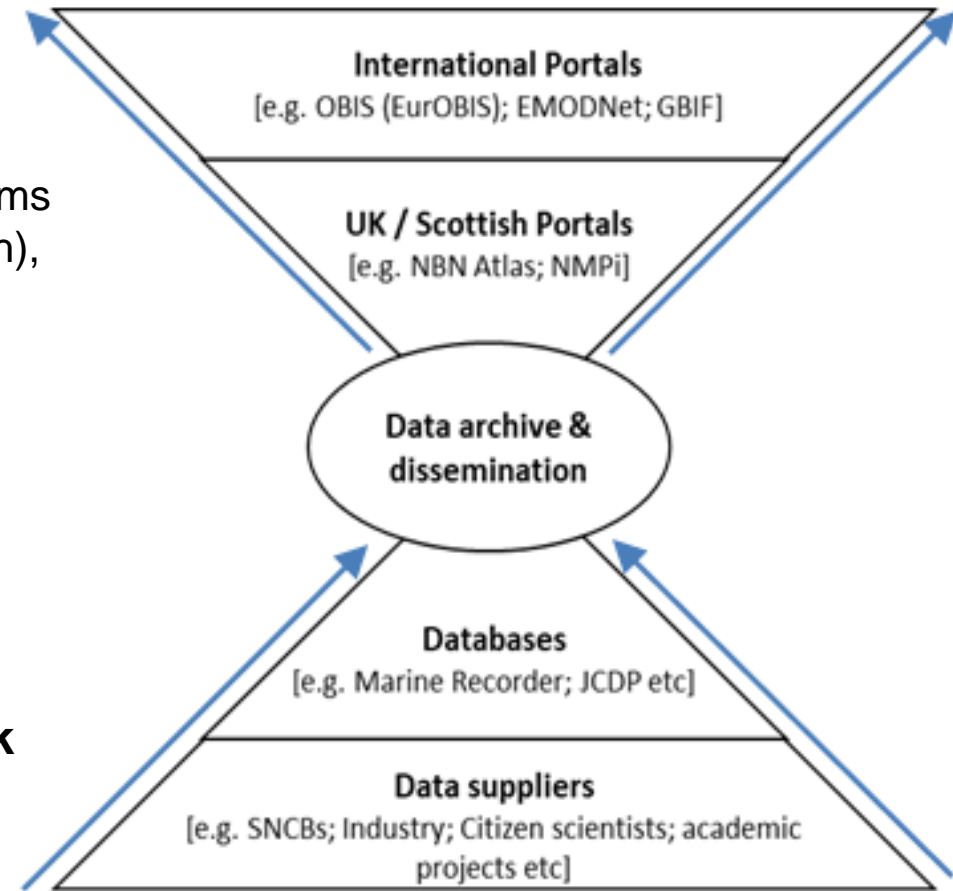 International Portals
[e.g. OBIS (EurOBIS); EMODNet; GBIF]
ms
n),
UK / Scottish Portals
[e.g. NBN Atlas; NMPi]
Data archive &
dissemination
Databases
[e.g. Marine Recorder; JCDP etc]
k
Data suppliers
[e.g. SNCBs; Industry; Citizen scientists; academic
projects etc]